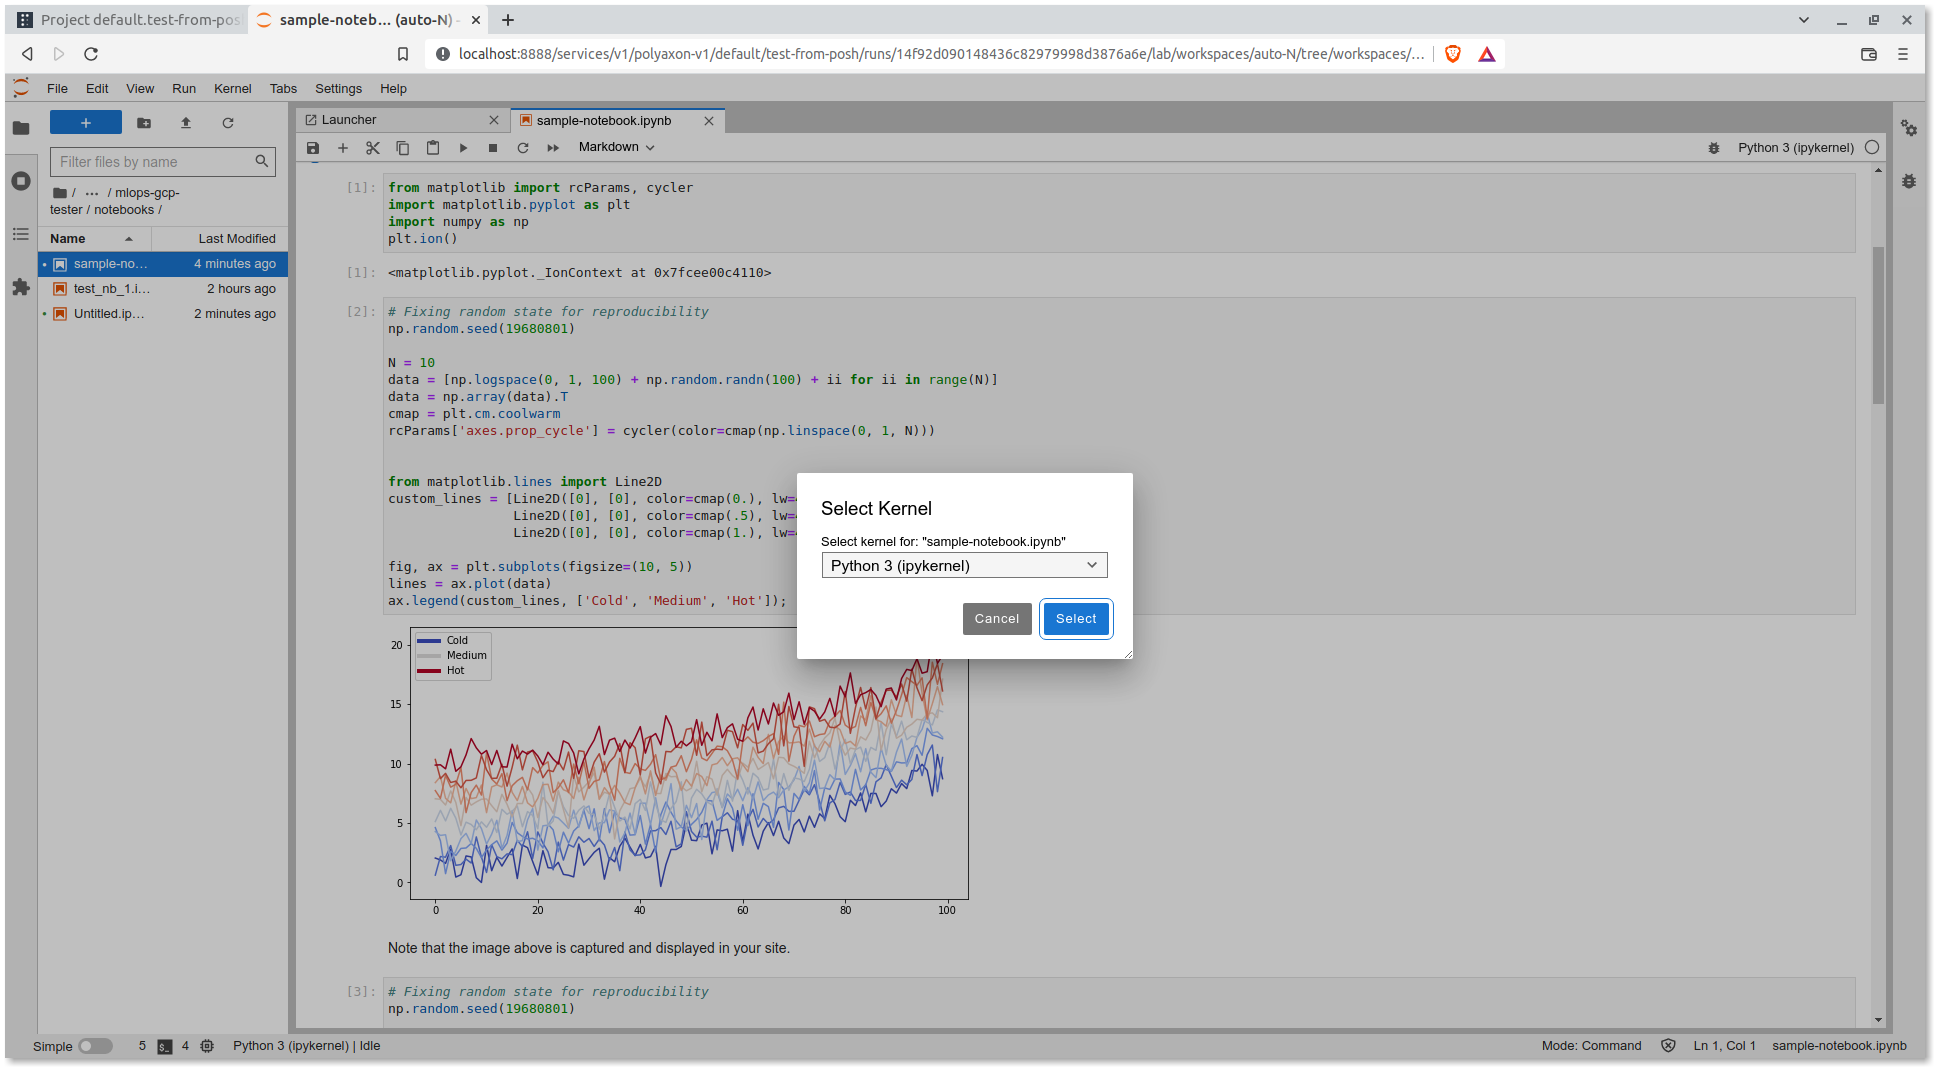 Project default.test-from-posh
sample-noteb... (auto-N) -
localhost:8888/services/v1/polyaxon-v1/default/test-from-posh/runs/14f92d090148436c82979998d3876a6e/lab/workspaces/auto-N/tree/workspaces/...
File Edit View Run Kernel Tabs Settings Help
Launcher
sample-notebook.ipynb
Filter files by name
/ ... / mlops-gcp-
tester / notebooks /
Name Last Modified
sample-no... 4 minutes ago
test_nb_1.i... 2 hours ago
Untitled.ip... 2 minutes ago
Markdown
Python 3 (ipykernel)
[1]: from matplotlib import rcParams, cycler
import matplotlib.pyplot as plt
import numpy as np
plt.ion()
[1]: <matplotlib.pyplot._IonContext at 0x7fcee00c4110>
[2]: # Fixing random state for reproducibility
np.random.seed(19680801)
N = 10
data = [np.logspace(0, 1, 100) + np.random.randn(100) + ii for ii in range(N)]
data = np.array(data).T
cmap = plt.cm.coolwarm
rcParams['axes.prop_cycle'] = cycler(color=cmap(np.linspace(0, 1, N)))
from matplotlib.lines import Line2D
custom_lines = [Line2D([0], [0], color=cmap(0.), lw=
Line2D([0], [0], color=cmap(.5), lw=
Line2D([0], [0], color=cmap(1.), lw=
fig, ax = plt.subplots(figsize=(10, 5))
lines = ax.plot(data)
ax.legend(custom_lines, ['Cold', 'Medium', 'Hot']);
Select Kernel
Select kernel for: "sample-notebook.ipynb"
Python 3 (ipykernel)
Cancel Select
Cold
Medium
Hot
20
15
10
5
0
0 20 40 60 80 100
Note that the image above is captured and displayed in your site.
[3]: # Fixing random state for reproducibility
np.random.seed(19680801)
Simple 5 $_ 4 Python 3 (ipykernel) | Idle
Mode: Command Ln 1, Col 1 sample-notebook.ipynb